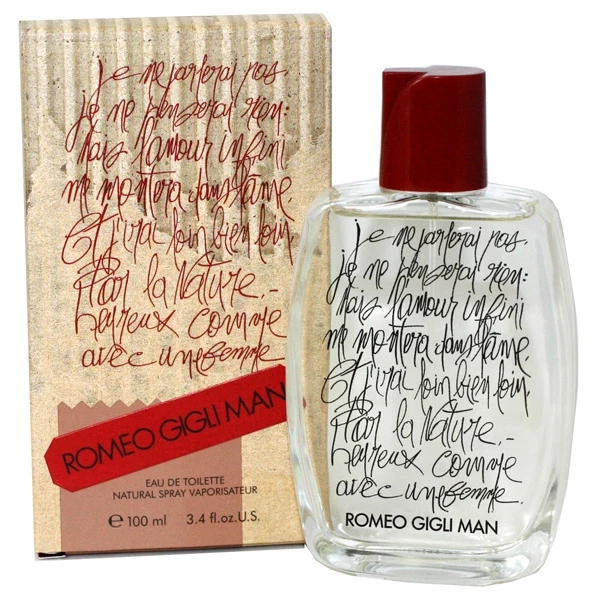 Je ne parlerai pas.
je ne penserai rien:
Mais l'amour infini
me montera dans l'âme.
Et j'irai loin bien loin
Par la Nature.-
heureux comme
avec une femme
ROMEO GIGLI MAN
EAU DE TOILETTE
NATURAL SPRAY VAPORISATEUR
e 100 ml 3.4 fl.oz.U.S.
Je ne parlerai pas.
je ne penserai rien:
Mais l'amour infini
me montera dans l'âme.
Et j'irai loin bien loin.
Par la Nature.-
heureux comme
avec une femme.
ROMEO GIGLI MAN